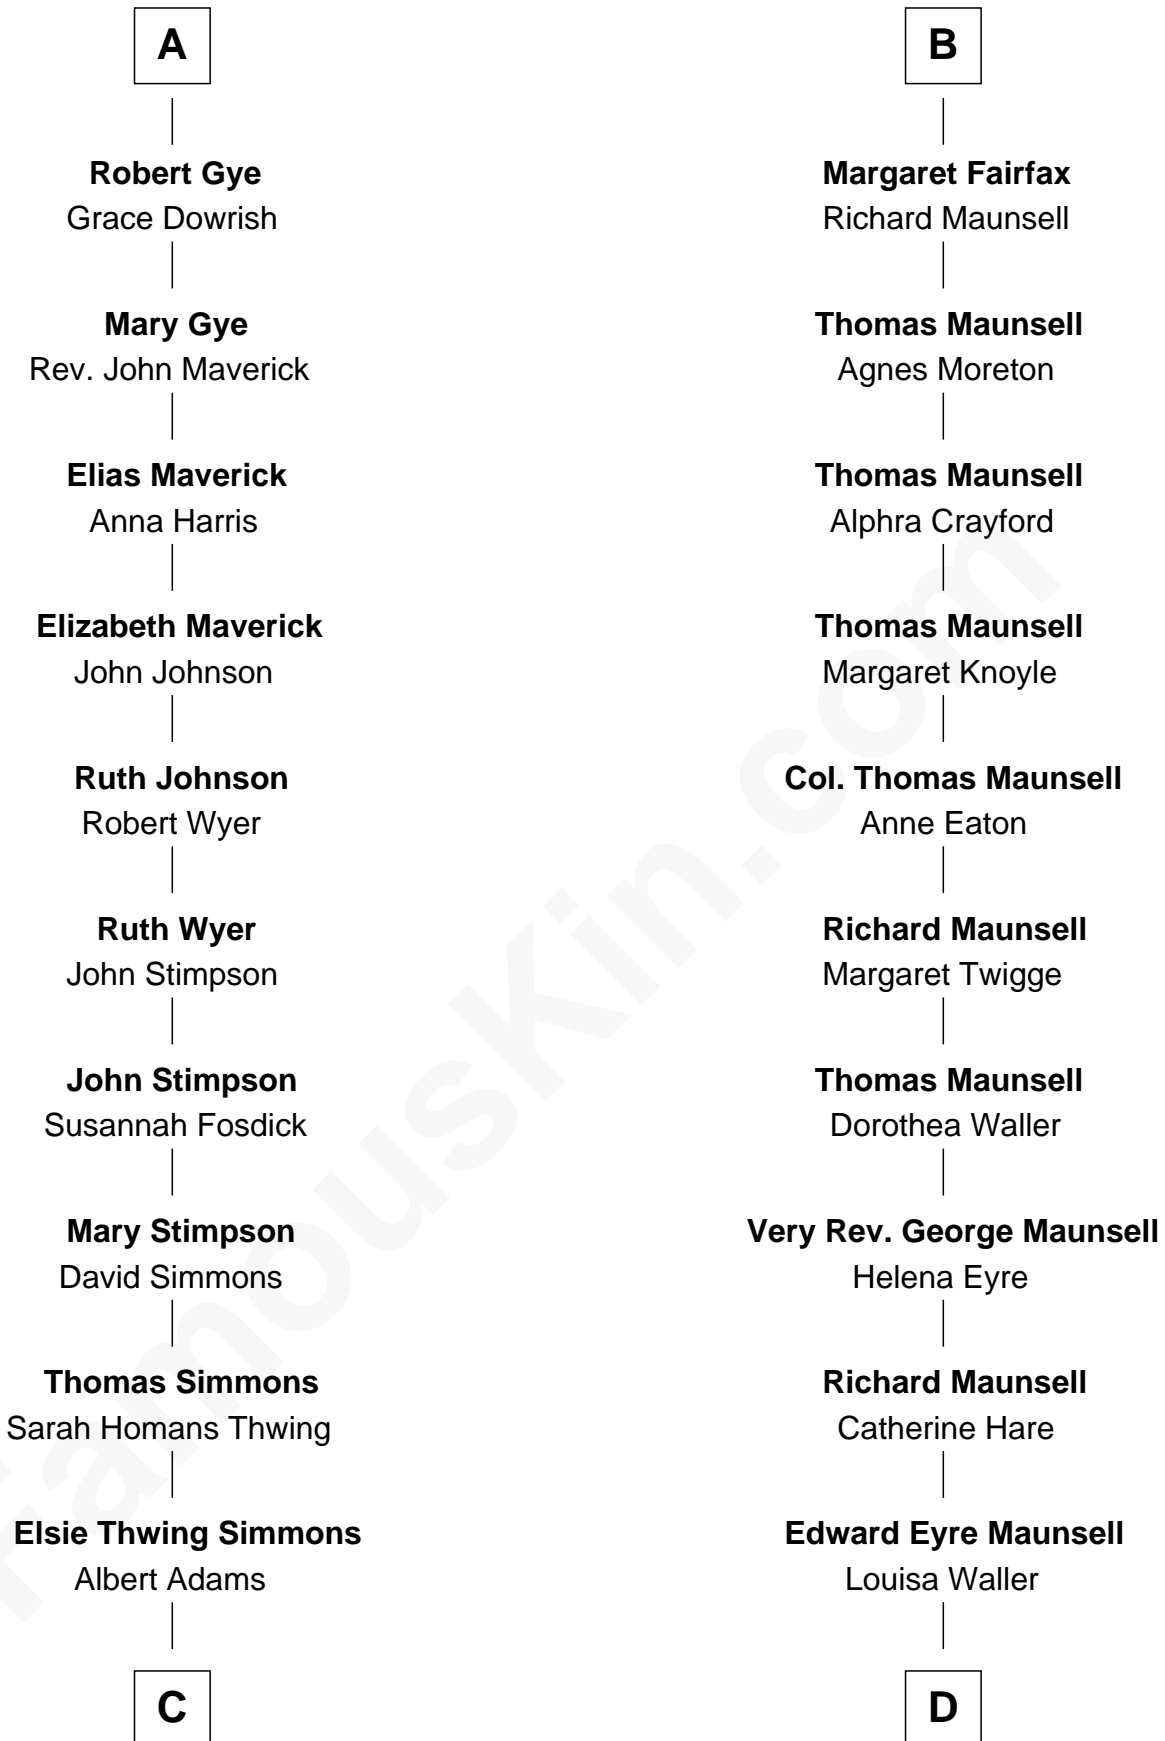 A
Robert Gye
Grace Dowrish
Mary Gye
Rev. John Maverick
Elias Maverick
Anna Harris
Elizabeth Maverick
John Johnson
Ruth Johnson
Robert Wyer
Ruth Wyer
John Stimpson
John Stimpson
Susannah Fosdick
Mary Stimpson
David Simmons
Thomas Simmons
Sarah Homans Thwing
Elsie Thwing Simmons
Albert Adams
C
B
Margaret Fairfax
Richard Maunsell
Thomas Maunsell
Agnes Moreton
Thomas Maunsell
Alphra Crayford
Thomas Maunsell
Margaret Knoyle
Col. Thomas Maunsell
Anne Eaton
Richard Maunsell
Margaret Twigge
Thomas Maunsell
Dorothea Waller
Very Rev. George Maunsell
Helena Eyre
Richard Maunsell
Catherine Hare
Edward Eyre Maunsell
Louisa Waller
D
FamousKin.com